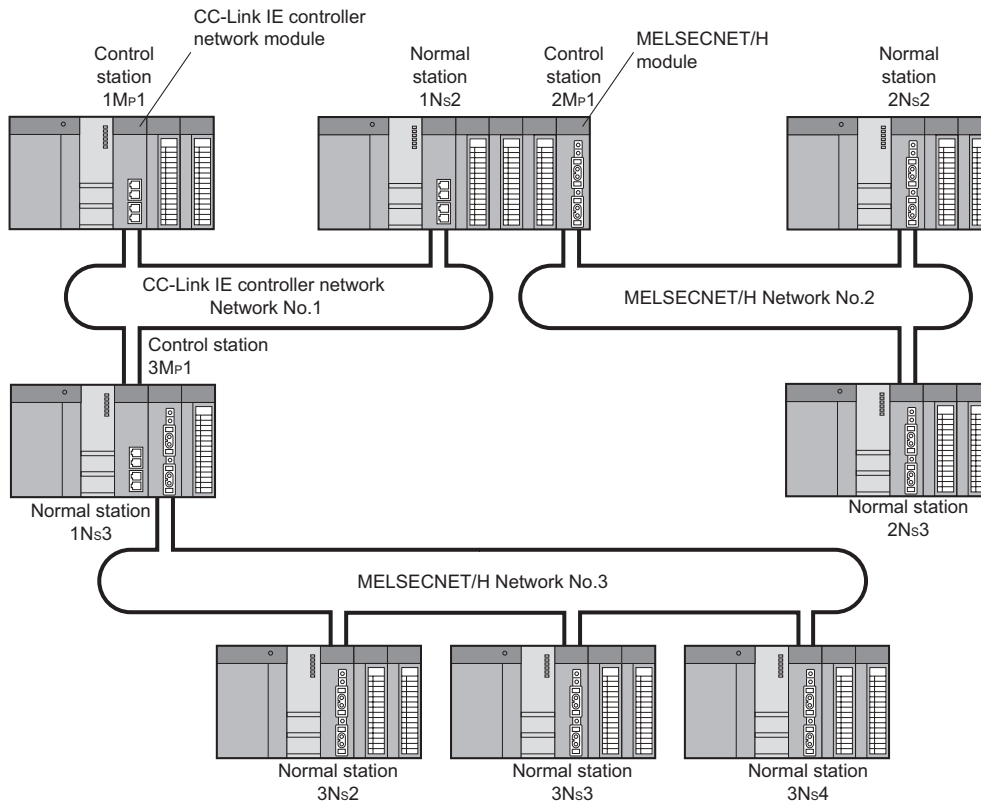 CC-Link IE controller
network module
Control
station
1MP1
Normal
station
1NS2
Control
station
2MP1
MELSECNET/H
module
Normal
station
2NS2
CC-Link IE controller network
Network No.1
MELSECNET/H Network No.2
Control station
3MP1
Normal station
1NS3
Normal station
2NS3
MELSECNET/H Network No.3
Normal station
3NS2
Normal station
3NS3
Normal station
3NS4